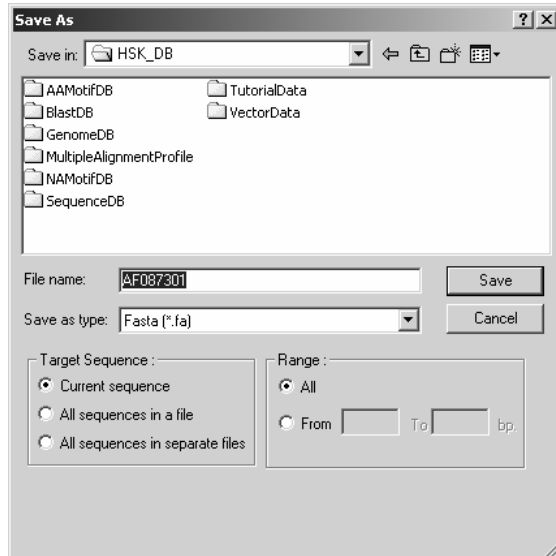 Save As
Save in: HSK_DB
AAMotifDB TutorialData
BlastDB VectorData
GenomeDB
MultipleAlignmentProfile
NAMotifDB
SequenceDB
File name: AF087301 Save
Save as type: Fasta (*.fa) Cancel
Target Sequence : Range :
Current sequence All
All sequences in a file From To bp.
All sequences in separate files